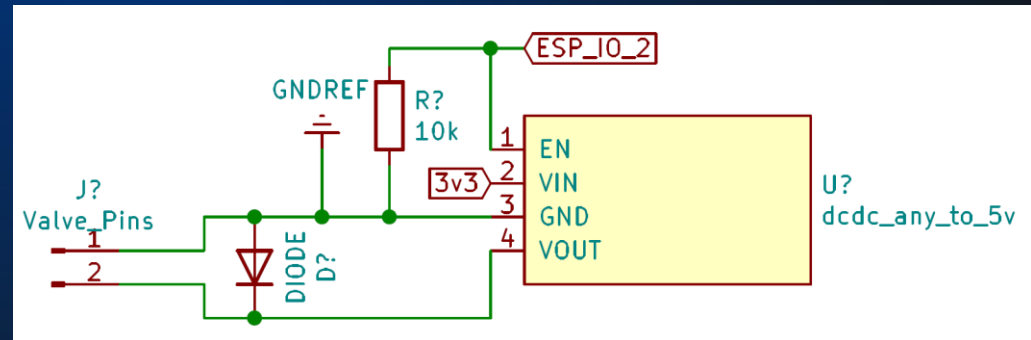 ESP_IO_2
GNDREF
R?
10k
1 EN
3v3 2 VIN
3 GND
4 VOUT
U?
dcdc_any_to_5v
J?
Valve_Pins
1
2
DIODE
D?